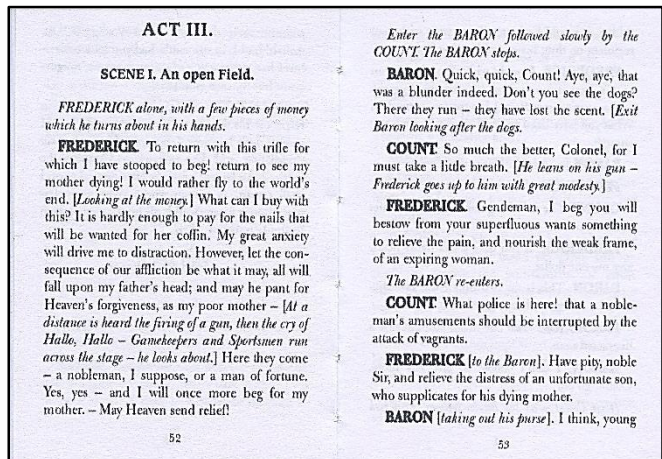 ACT III.
SCENE I. An open Field.
FREDERICK alone, with a few pieces of money
which he turns about in his hands.
FREDERICK. To return with this trifle for
which I have stooped to beg! return to see my
mother dying! I would rather fly to the world's
end. [Looking at the money.] What can I buy with
this? It is hardly enough to pay for the nails that
will be wanted for her coffin. My great anxiety
will drive me to distraction. However, let the con-
sequence of our affliction be what it may, all will
fall upon my father's head; and may he pant for
Heaven's forgiveness, as my poor mother – [At a
distance is heard the firing of a gun, then the cry of
Hallo, Hallo – Gamekeepers and Sportsmen run
across the stage – he looks about.] Here they come
– a nobleman, I suppose, or a man of fortune.
Yes, yes – and I will once more beg for my
mother. – May Heaven send relief!
52
Enter the BARON followed slowly by the
COUNT. The BARON stops.
BARON. Quick, quick, Count! Aye, aye, that
was a blunder indeed. Don't you see the dogs?
There they run – they have lost the scent. [Exit
Baron looking after the dogs.
COUNT. So much the better, Colonel, for I
must take a little breath. [He leans on his gun –
Frederick goes up to him with great modesty.]
FREDERICK. Gendeman, I beg you will
bestow from your superfluous wants something
to relieve the pain, and nourish the weak frame,
of an expiring woman.
The BARON re-enters.
COUNT. What police is here! that a noble-
man's amusements should be interrupted by the
attack of vagrants.
FREDERICK [to the Baron]. Have pity, noble
Sir, and relieve the distress of an unfortunate son,
who supplicates for his dying mother.
BARON [taking out his purse]. I think, young
53